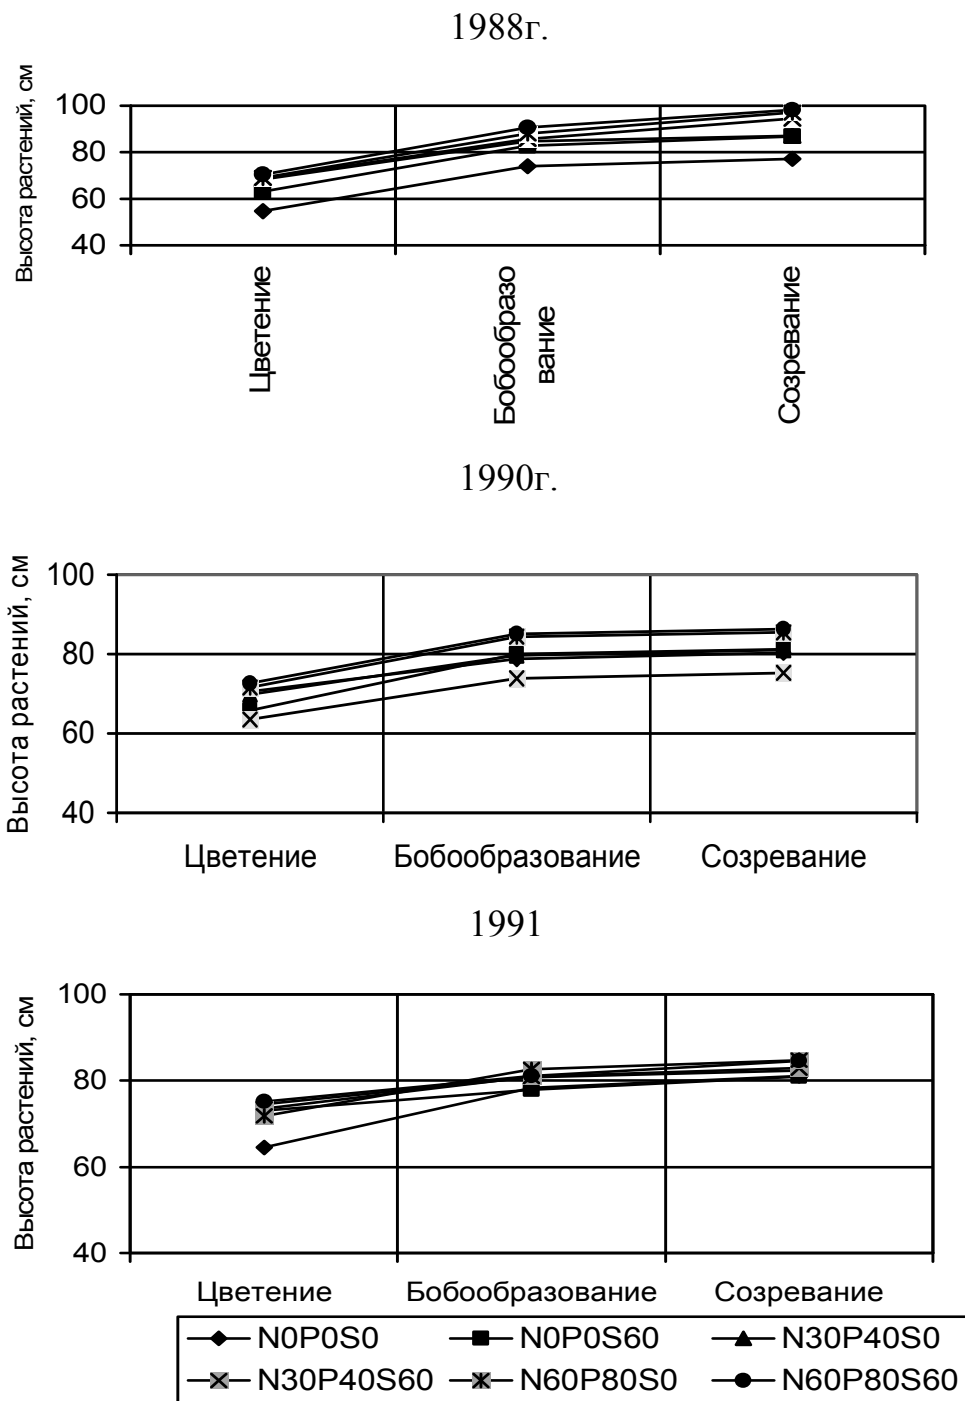 1988г.
Высота растений, см
100
80
60
40
Цветение
Бобообразо
вание
Созревание
1990г.
Высота растений, см
100
80
60
40
Цветение Бобообразование Созревание
1991
Высота растений, см
100
80
60
40
Цветение Бобообразование Созревание
N0P0S0 N0P0S60 N30P40S0
N30P40S60 N60P80S0 N60P80S60